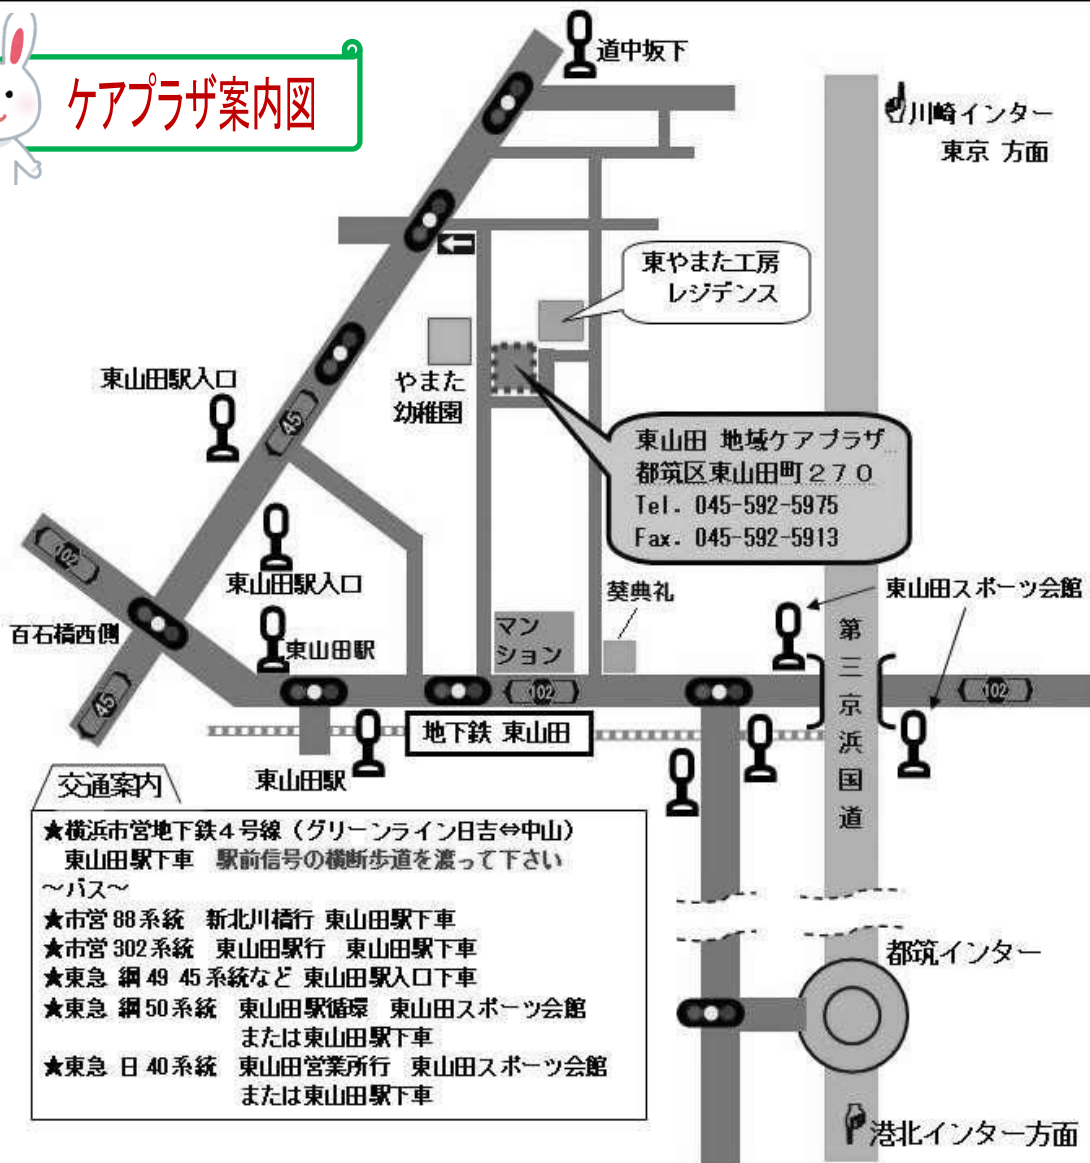 ケアプラザ案内図
道中坂下
川崎インター
東京 方面
東やまた工房
レジデンス
東山田駅入口
やまた
幼稚園
45
東山田 地域ケアプラザ
都筑区東山田町270
Tel. 045-592-5975
Fax. 045-592-5913
102
東山田駅入口
葵典礼
東山田スポーツ会館
百石橋西側
東山田駅
マン
ション
第三京浜国道
45
102
102
地下鉄 東山田
東山田駅
交通案内
★横浜市営地下鉄4号線(グリーンライン日吉⇔中山)
東山田駅下車 駅前信号の横断歩道を渡って下さい
～バス～
★市営88系統 新北川橋行 東山田駅下車
★市営302系統 東山田駅行 東山田駅下車
★東急 綱49 45系統など 東山田駅入口下車
★東急 綱50系統 東山田駅循環 東山田スポーツ会館
または東山田駅下車
★東急 日40系統 東山田営業所行 東山田スポーツ会館
または東山田駅下車
都筑インター
港北インター方面